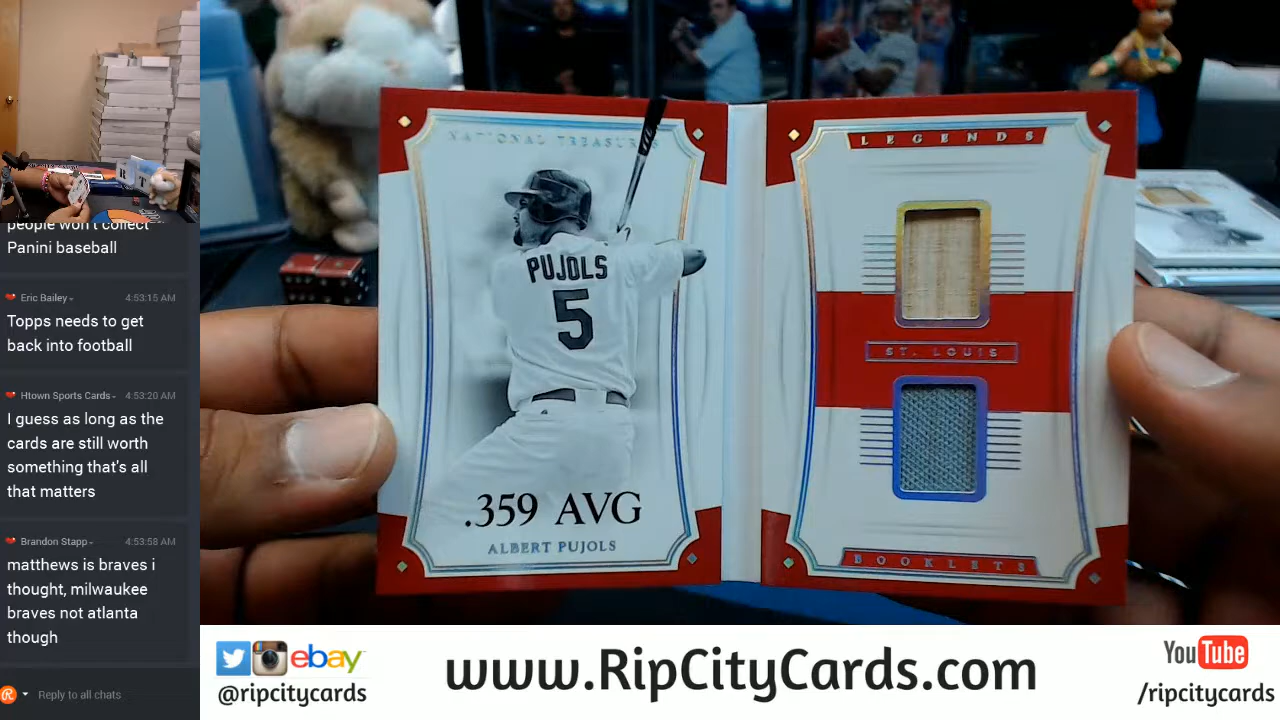 people won't collect
Panini baseball
Eric Bailey
4:53:15 AM
Topps needs to get
back into football
Htown Sports Cards
4:53:20 AM
I guess as long as the
cards are still worth
something that's all
that matters
Brandon Stapp
4:53:58 AM
matthews is braves i
thought, milwaukee
braves not atlanta
though
Reply to all chats
NATIONAL TREASURES
PUJOLS
5
.359 AVG
ALBERT PUJOLS
LEGENDS
ST. LOUIS
BOOKLETS
R
T
ebay
@ripcitycards
www.RipCityCards.com
YouTube
/ripcitycards